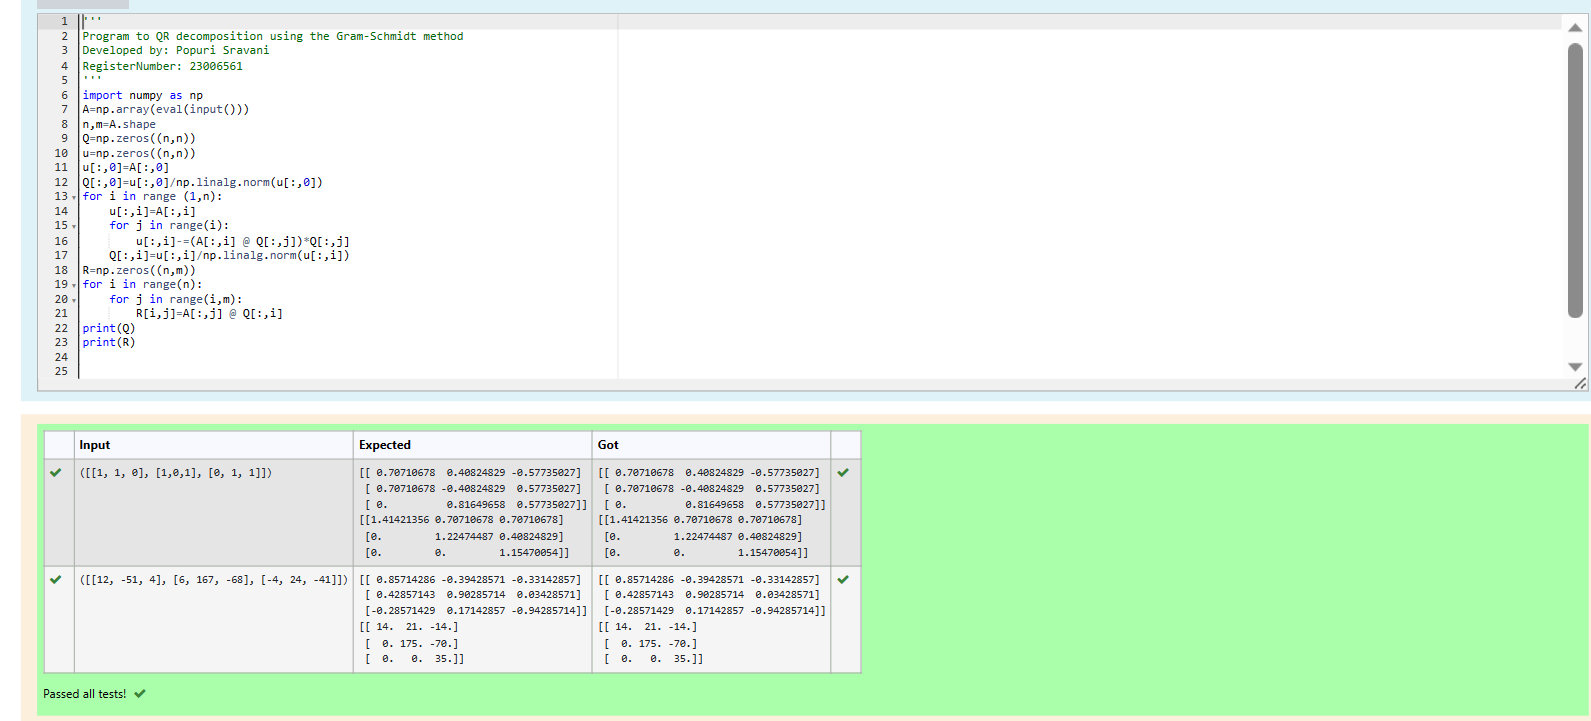 1 '''
2 Program to QR decomposition using the Gram-Schmidt method
3 Developed by: Popuri Sravani
4 RegisterNumber: 23006561
5 '''
6 import numpy as np
7 A=np.array(eval(input()))
8 n,m=A.shape
9 Q=np.zeros((n,n))
10 u=np.zeros((n,n))
11 u[:,0]=A[:,0]
12 Q[:,0]=u[:,0]/np.linalg.norm(u[:,0])
13 for i in range (1,n):
14     u[:,i]=A[:,i]
15     for j in range(i):
16         u[:,i]-=(A[:,i] @ Q[:,j])*Q[:,j]
17     Q[:,i]=u[:,i]/np.linalg.norm(u[:,i])
18 R=np.zeros((n,m))
19 for i in range(n):
20     for j in range(i,m):
21         R[i,j]=A[:,j] @ Q[:,i]
22 print(Q)
23 print(R)
24
25
Input Expected Got
([[1, 1, 0], [1,0,1], [0, 1, 1]]) [[ 0.70710678  0.40824829 -0.57735027] [[ 0.70710678  0.40824829 -0.57735027]
[ 0.70710678 -0.40824829  0.57735027] [ 0.70710678 -0.40824829  0.57735027]
[ 0.          0.81649658  0.57735027]] [ 0.          0.81649658  0.57735027]]
[[1.41421356 0.70710678 0.70710678] [[1.41421356 0.70710678 0.70710678]
[0.         1.22474487 0.40824829] [0.         1.22474487 0.40824829]
[0.         0.         1.15470054]] [0.         0.         1.15470054]]
([[12, -51, 4], [6, 167, -68], [-4, 24, -41]]) [[ 0.85714286 -0.39428571 -0.33142857] [[ 0.85714286 -0.39428571 -0.33142857]
[ 0.42857143  0.90285714  0.03428571] [ 0.42857143  0.90285714  0.03428571]
[-0.28571429  0.17142857 -0.94285714]] [-0.28571429  0.17142857 -0.94285714]]
[[ 14.  21. -14.] [[ 14.  21. -14.]
[  0. 175. -70.] [  0. 175. -70.]
[  0.   0.  35.]] [  0.   0.  35.]]
Passed all tests!